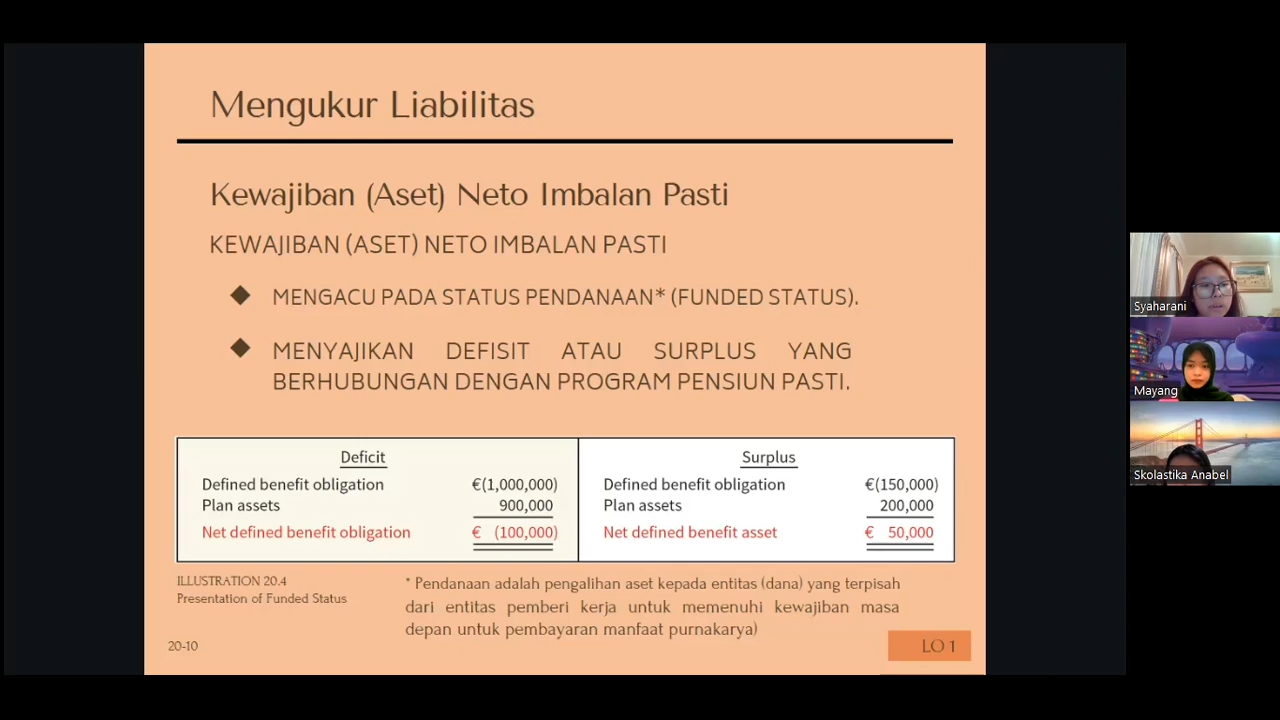 Mengukur Liabilitas
Kewajiban (Aset) Neto Imbalan Pasti
KEWAJIBAN (ASET) NETO IMBALAN PASTI
MENGACU PADA STATUS PENDANAAN* (FUNDED STATUS).
MENYAJIKAN DEFISIT ATAU SURPLUS YANG
BERHUBUNGAN DENGAN PROGRAM PENSIUN PASTI.
Deficit
Defined benefit obligation €(1,000,000)
Plan assets 900,000
Net defined benefit obligation € (100,000)
Surplus
Defined benefit obligation €(150,000)
Plan assets 200,000
Net defined benefit asset € 50,000
ILLUSTRATION 20.4
Presentation of Funded Status
* Pendanaan adalah pengalihan aset kepada entitas (dana) yang terpisah
dari entitas pemberi kerja untuk memenuhi kewajiban masa
depan untuk pembayaran manfaat purnakarya)
20-10
LO 1
Syaharani
Mayang
Skolastika Anabel